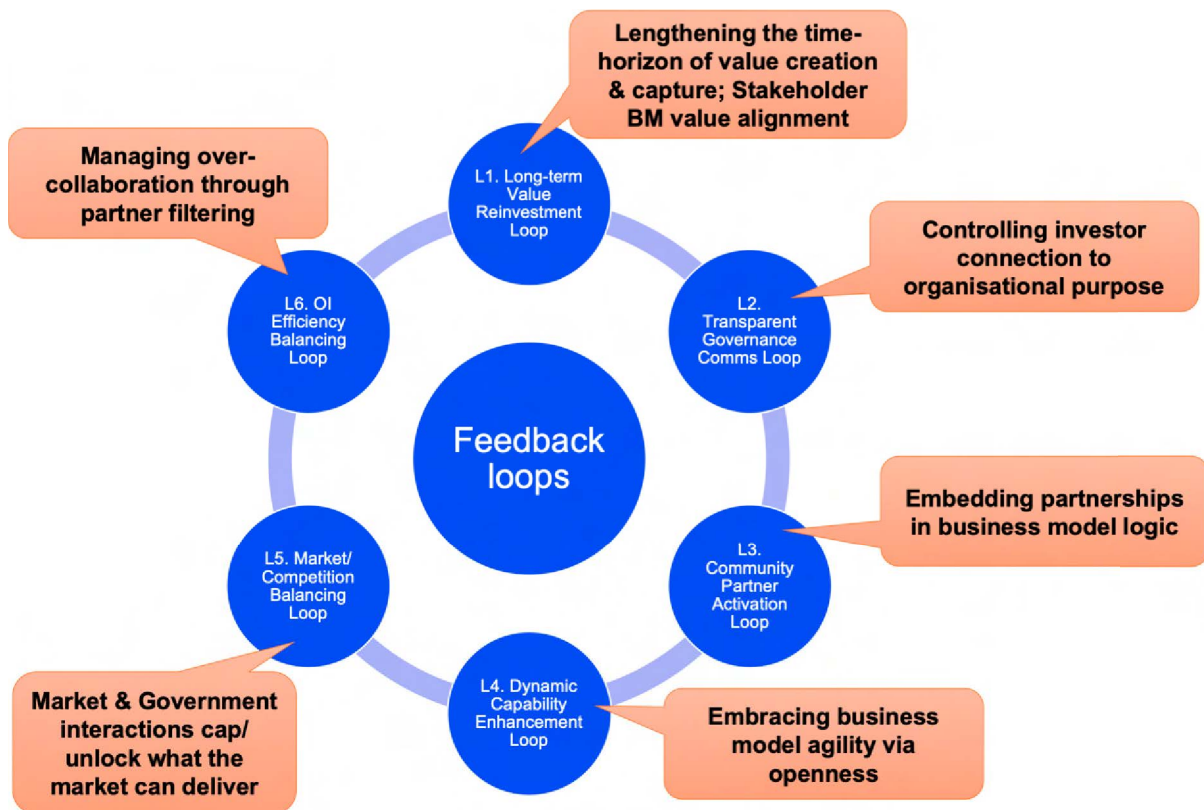 Lengthening the time-
horizon of value creation
& capture; Stakeholder
BM value alignment
Managing over-
collaboration through
partner filtering
L1. Long-term
Value
Reinvestment
Loop
Controlling investor
connection to
organisational purpose
L6. OI
Efficiency
Balancing
Loop
L2.
Transparent
Governance
Comms Loop
Feedback
loops
Embedding partnerships
in business model logic
L5. Market/
Competition
Balancing
Loop
L3.
Community
Partner
Activation
Loop
Market & Government
interactions cap/
unlock what the
market can deliver
L4. Dynamic
Capability
Enhancement
Loop
Embracing business
model agility via
openness